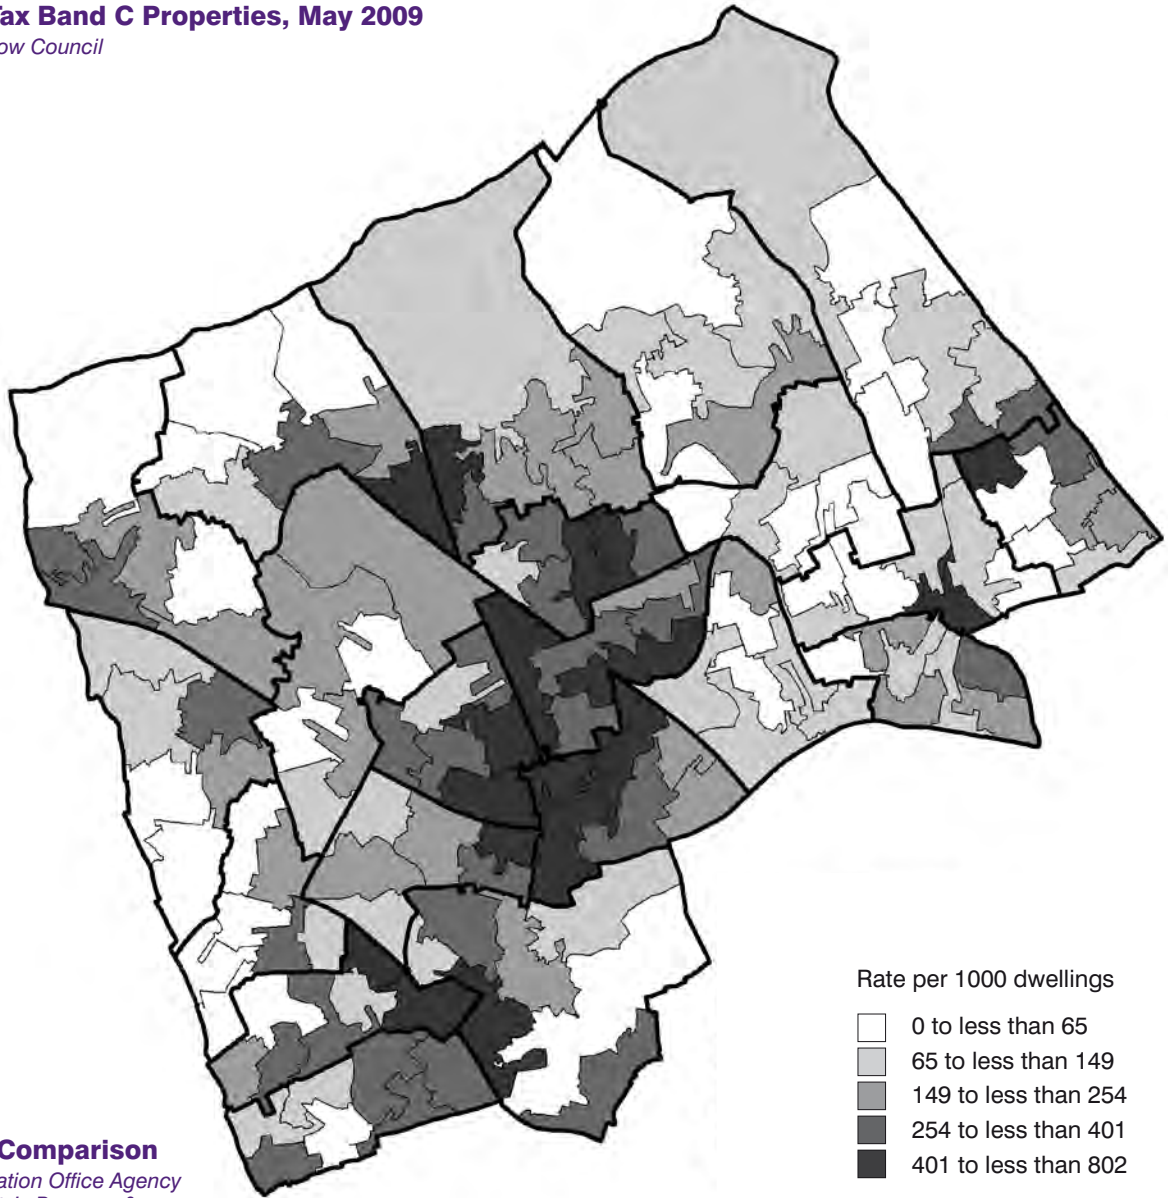 Tax Band C Properties, May 2009
ow Council
Rate per 1000 dwellings
0 to less than 65
65 to less than 149
149 to less than 254
254 to less than 401
401 to less than 802
Comparison
ation Office Agency